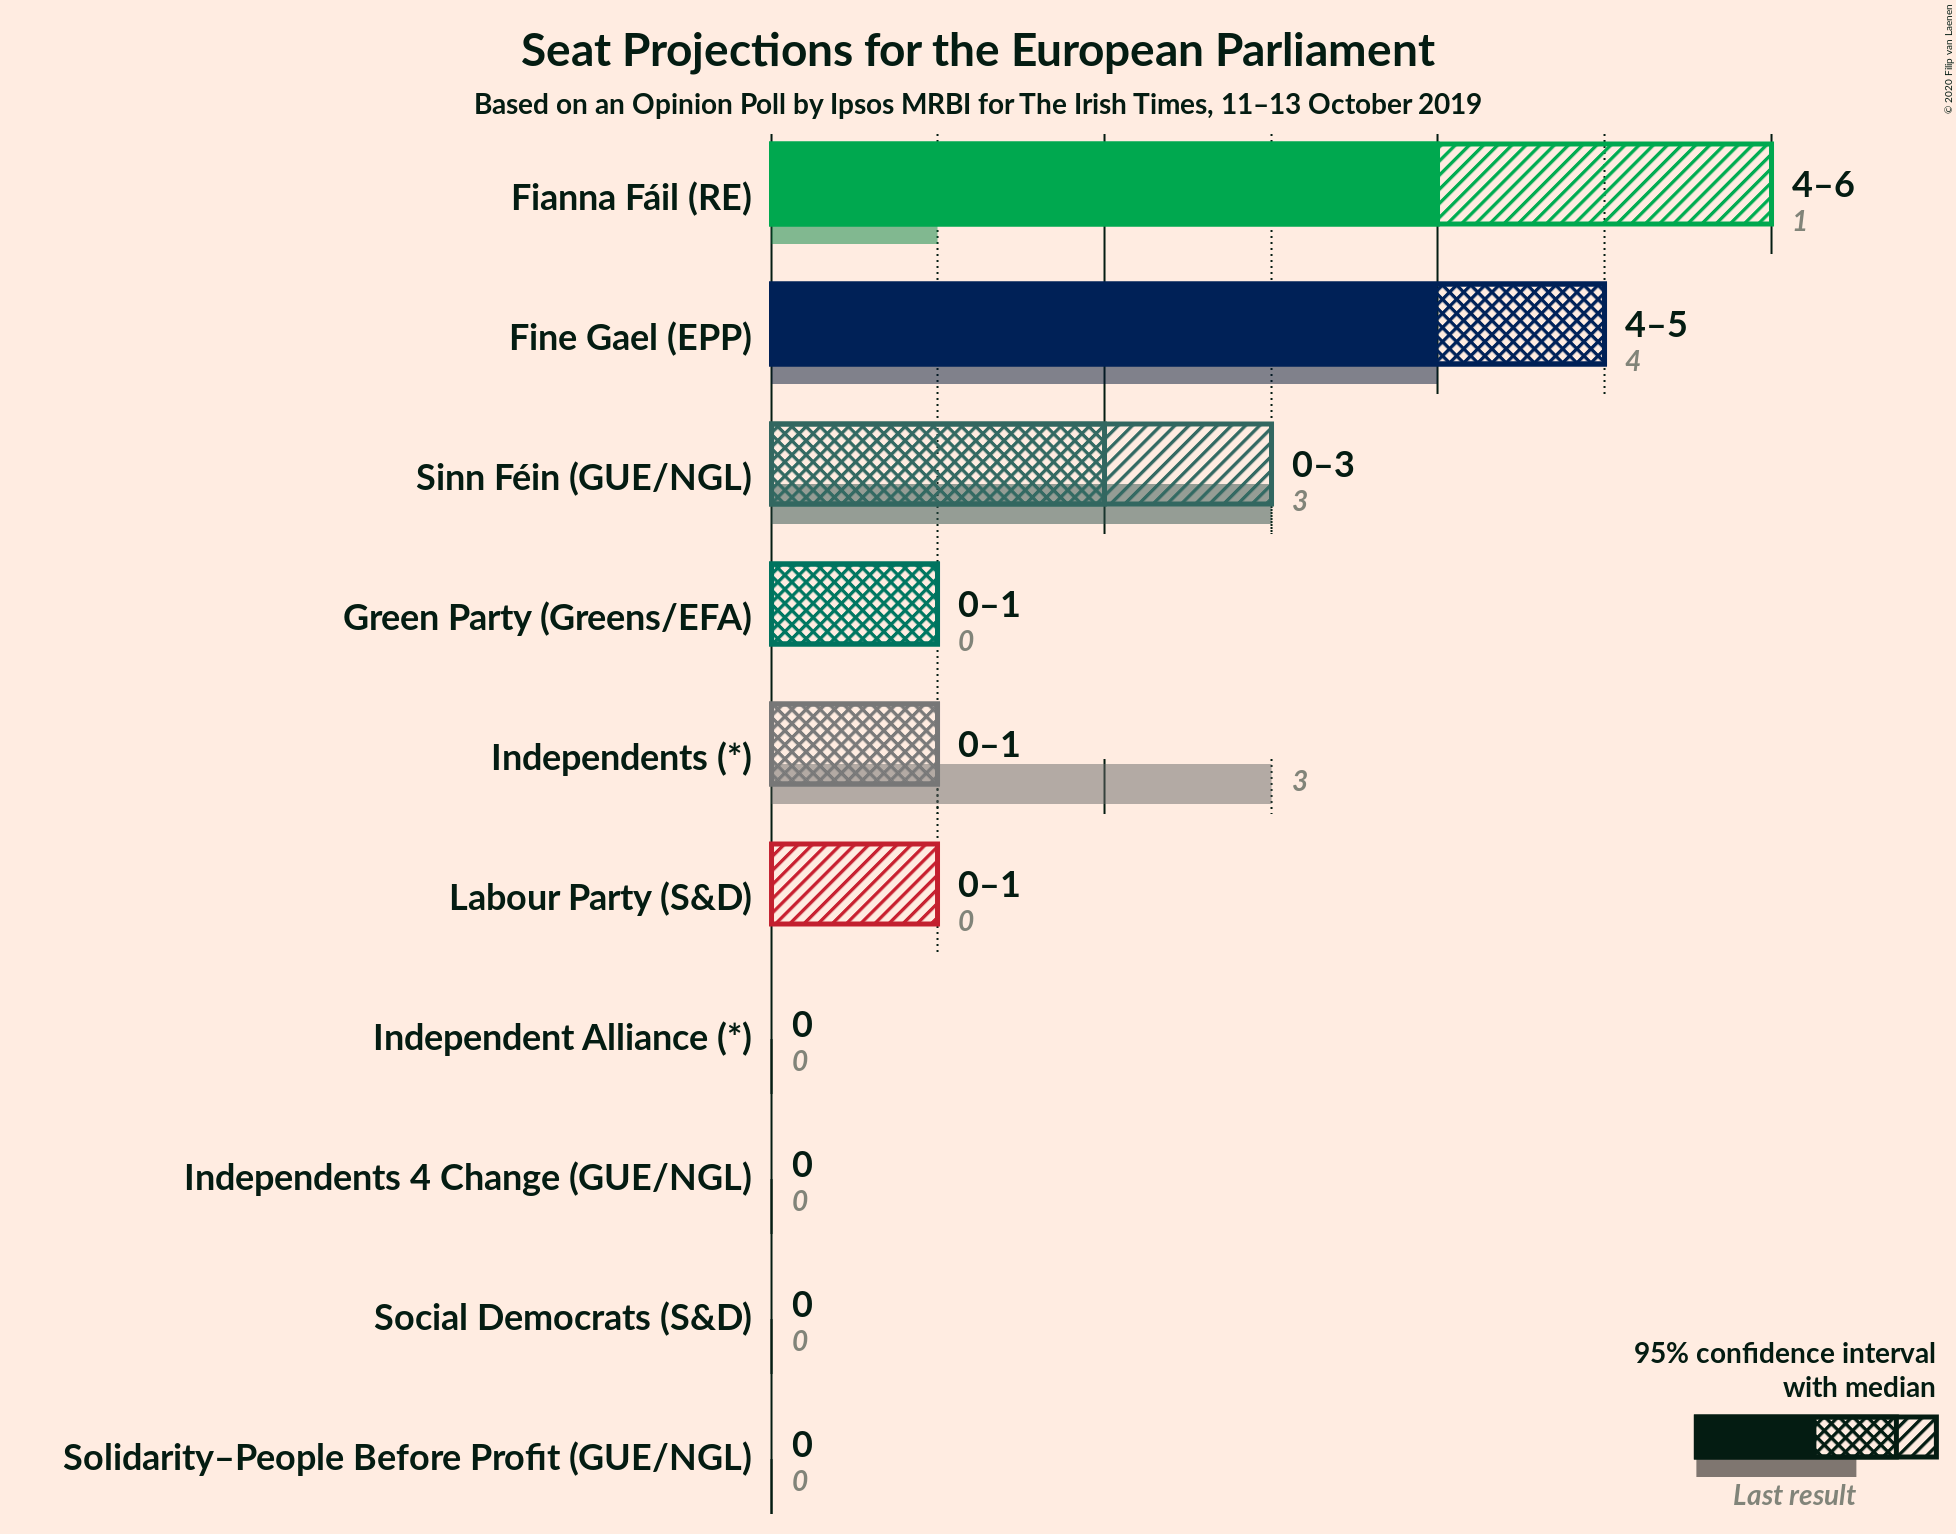 Seat Projections for the European Parliament
Based on an Opinion Poll by Ipsos MRBI for The Irish Times, 11–13 October 2019
© 2020 Filip van Laenen
Fianna Fáil (RE)
4–6
1
Fine Gael (EPP)
4–5
4
Sinn Féin (GUE/NGL)
0–3
3
Green Party (Greens/EFA)
0–1
0
Independents (*)
0–1
3
Labour Party (S&D)
0–1
0
Independent Alliance (*)
0
0
Independents 4 Change (GUE/NGL)
0
0
Social Democrats (S&D)
0
0
Solidarity–People Before Profit (GUE/NGL)
0
0
95% confidence interval
with median
Last result